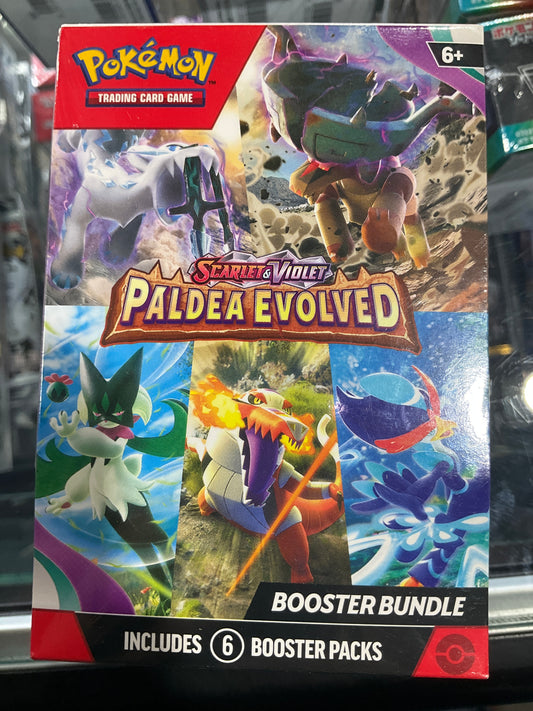 POKÉMON
TRADING CARD GAME
6+
SCARLET & VIOLET
PALDEA EVOLVED
BOOSTER BUNDLE
INCLUDES 6 BOOSTER PACKS